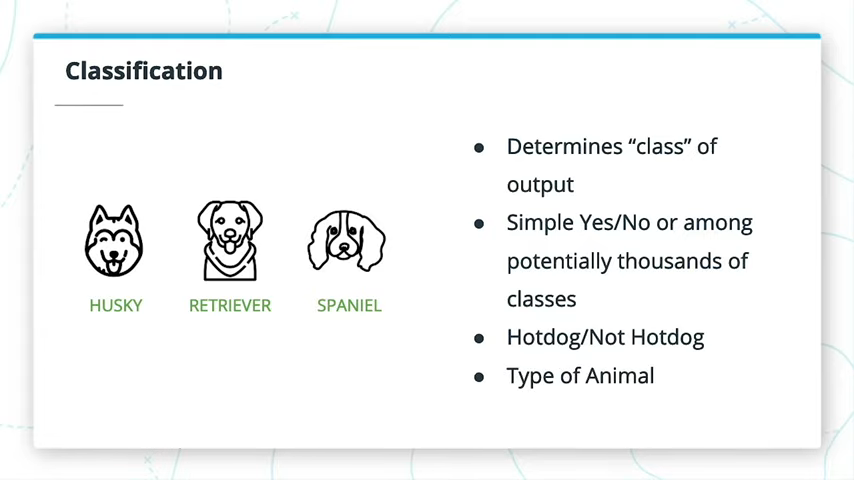 Classification
HUSKY
RETRIEVER
SPANIEL
● Determines “class” of
output
● Simple Yes/No or among
potentially thousands of
classes
● Hotdog/Not Hotdog
● Type of Animal